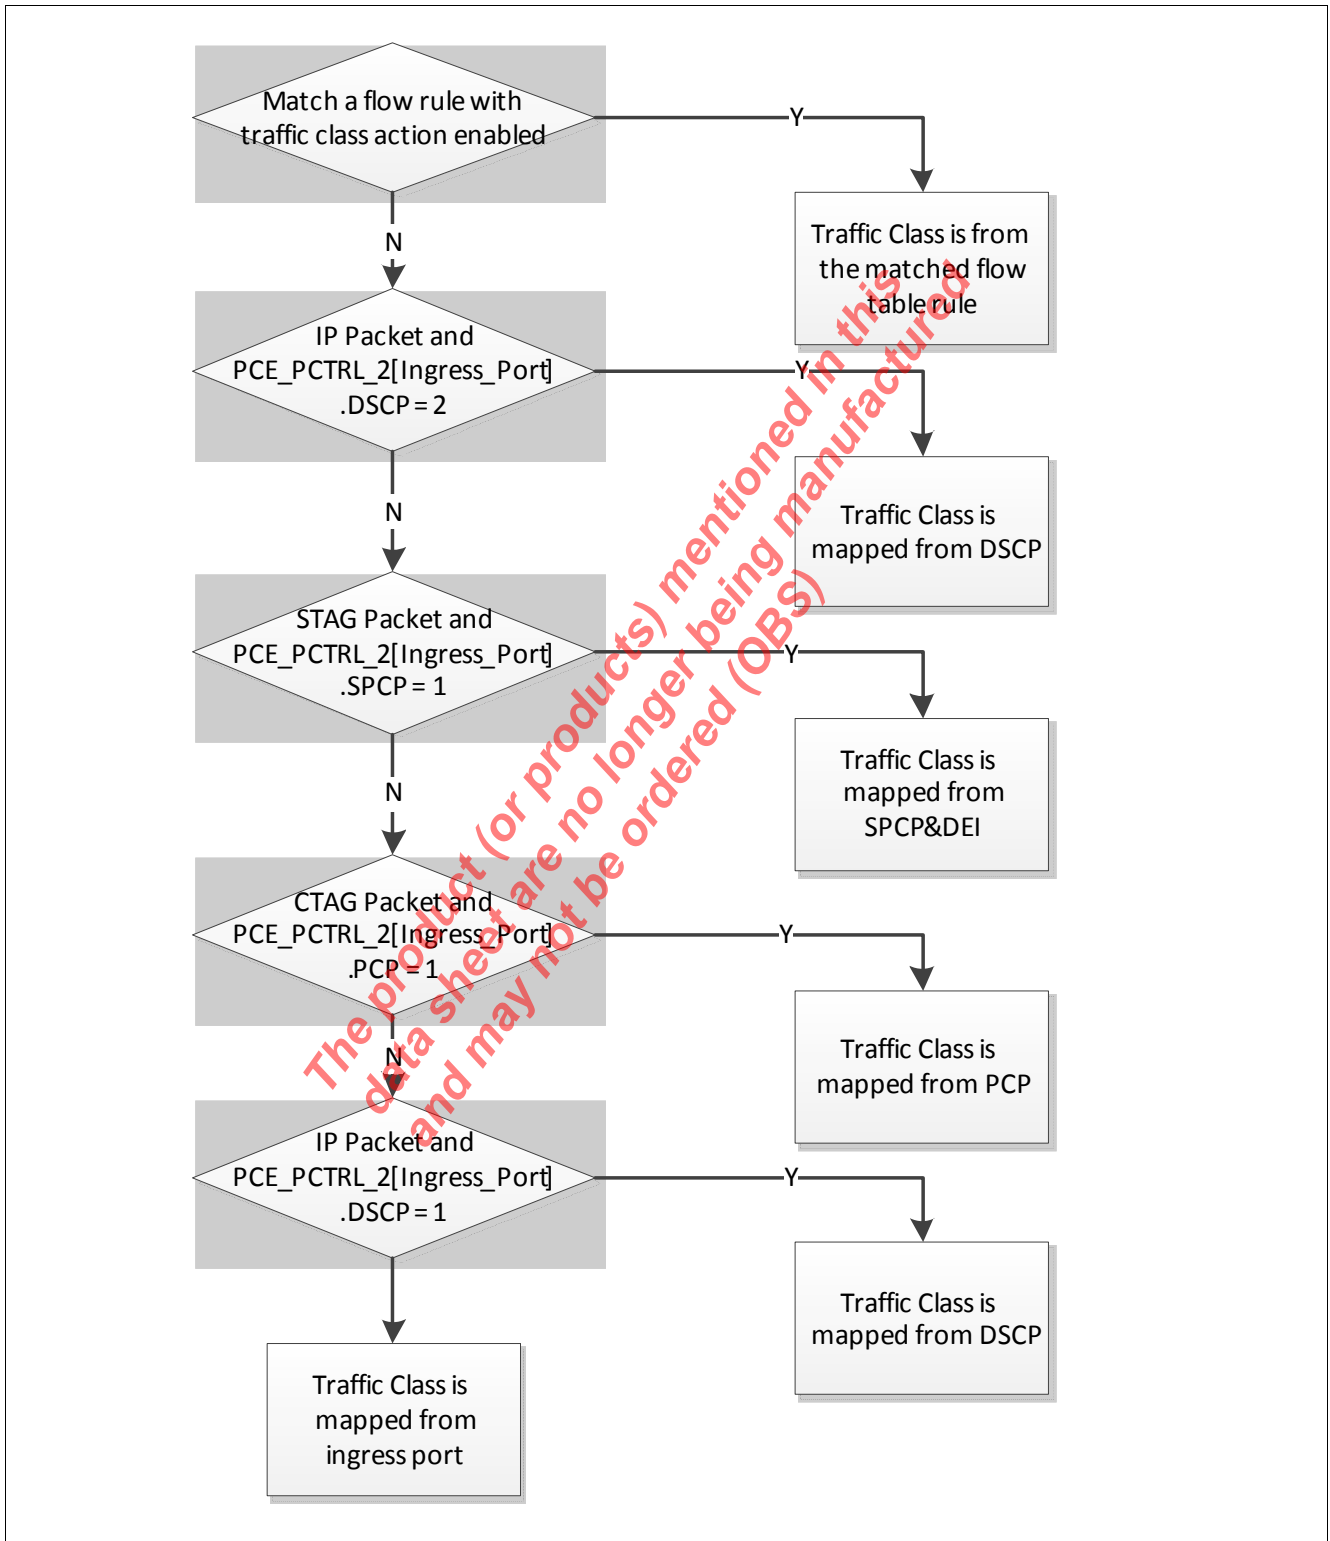 Match a flow rule with
traffic class action enabled
Y
N
Traffic Class is from
the matched flow
table rule
IP Packet and
PCE_PCTRL_2[Ingress_Port]
.DSCP = 2
Y
N
Traffic Class is
mapped from DSCP
STAG Packet and
PCE_PCTRL_2[Ingress_Port]
.SPCP = 1
Y
N
Traffic Class is
mapped from
SPCP&DEI
CTAG Packet and
PCE_PCTRL_2[Ingress_Port]
.PCP = 1
Y
N
Traffic Class is
mapped from PCP
IP Packet and
PCE_PCTRL_2[Ingress_Port]
.DSCP = 1
Y
Traffic Class is
mapped from DSCP
Traffic Class is
mapped from
ingress port
The product (or products) mentioned in this
data sheet are no longer being manufactured
and may not be ordered (OBS)